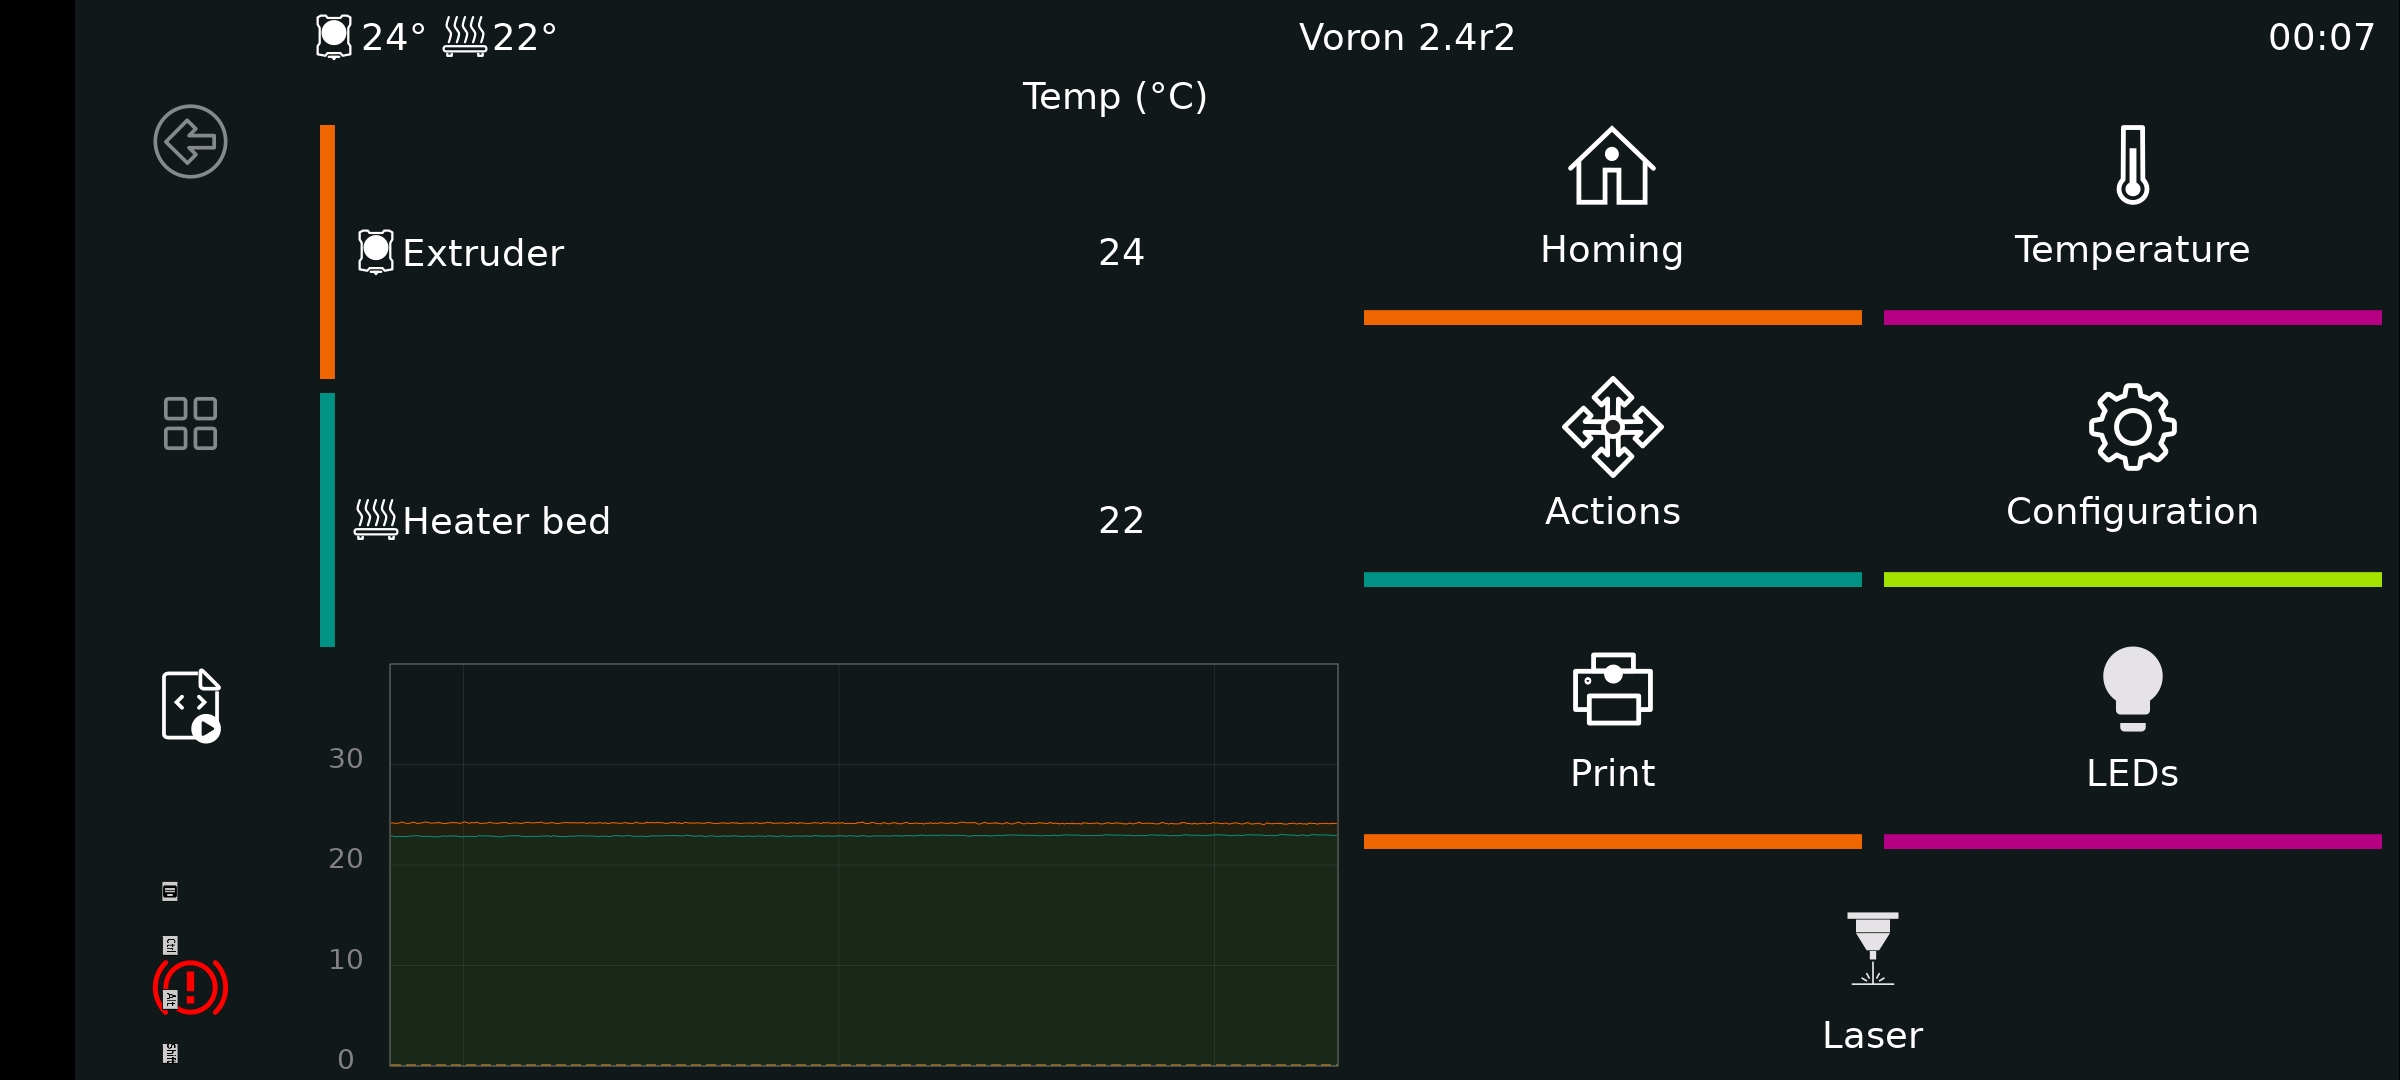 24° 22° Voron 2.4r2 00:07
Temp (°C)
Extruder 24
Heater bed 22
30
20
10
0
Homing
Temperature
Actions
Configuration
Print
LEDs
Laser
Ctrl
Alt
Shift